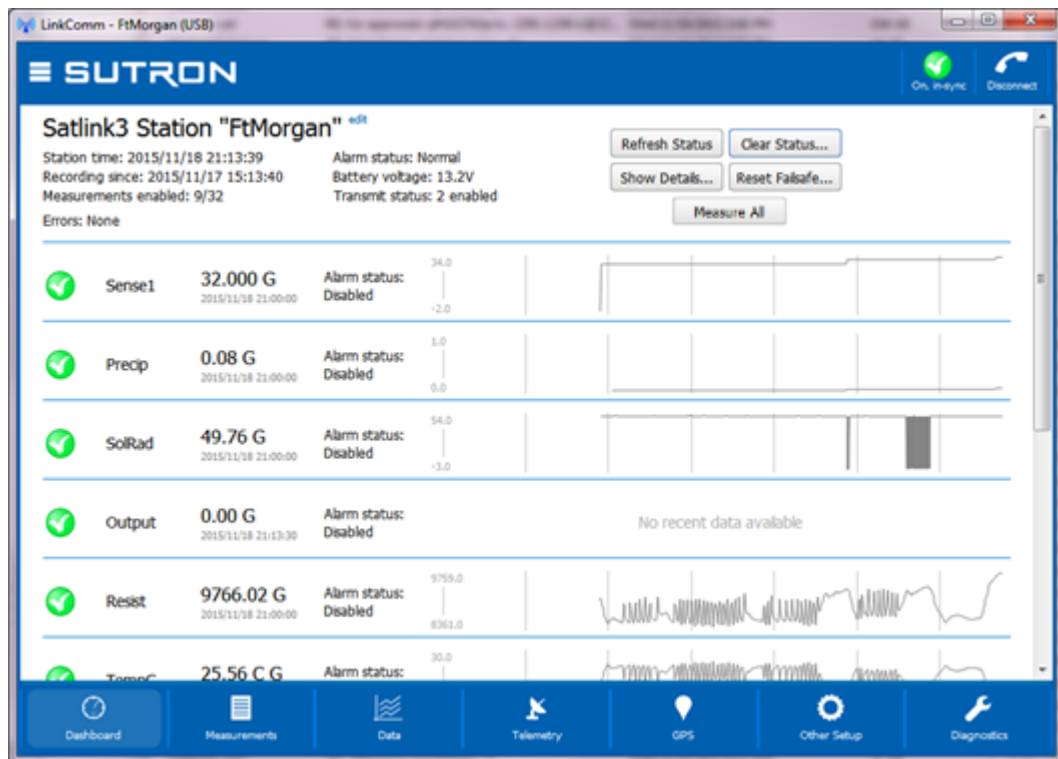 LinkComm - FtMorgan (USB)
SUTRON
On, in-sync
Disconnect
Satlink3 Station "FtMorgan" edit
Station time: 2015/11/18 21:13:39
Recording since: 2015/11/17 15:13:40
Measurements enabled: 9/32
Errors: None
Alarm status: Normal
Battery voltage: 13.2V
Transmit status: 2 enabled
Refresh Status
Clear Status...
Show Details...
Reset Failsafe...
Measure All
Sense1
32.000 G
2015/11/18 21:00:00
Alarm status:
Disabled
34.0
-2.0
Precip
0.08 G
2015/11/18 21:00:00
Alarm status:
Disabled
1.0
0.0
SolRad
49.76 G
2015/11/18 21:00:00
Alarm status:
Disabled
54.0
-3.0
Output
0.00 G
2015/11/18 21:13:30
Alarm status:
Disabled
No recent data available
Resist
9766.02 G
2015/11/18 21:00:00
Alarm status:
Disabled
9759.0
8361.0
TempC
25.56 C G
Alarm status:
30.0
Dashboard
Measurements
Data
Telemetry
GPS
Other Setup
Diagnostics